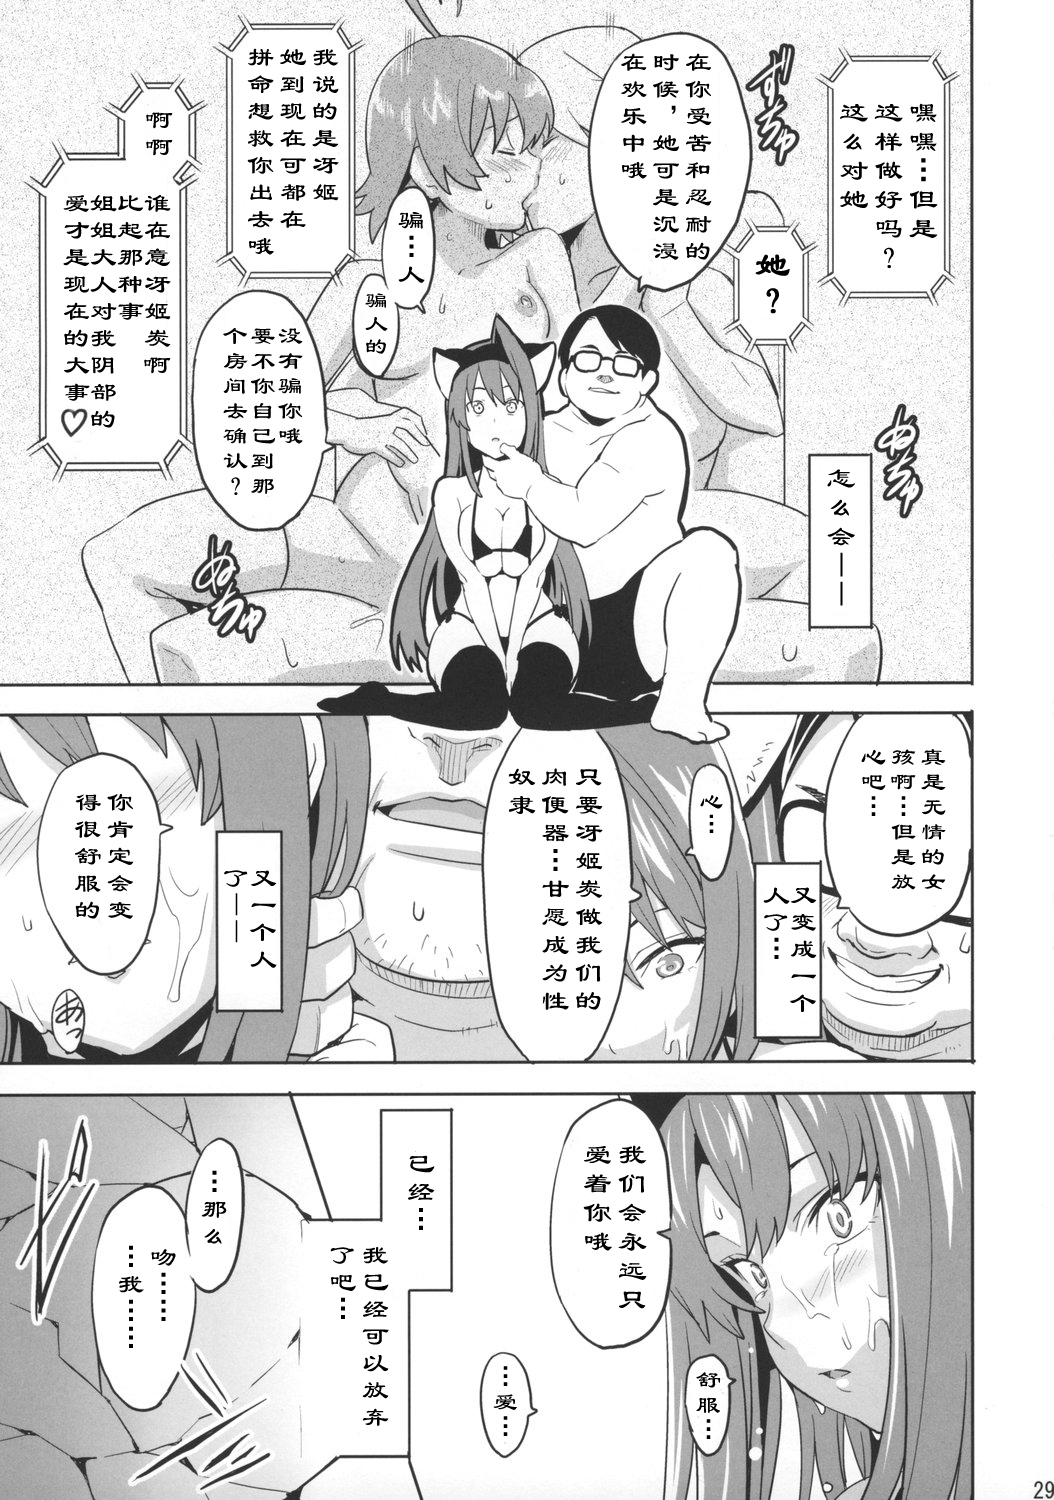 嘿嘿…但是
这样做好吗?
这么对她
她?
在你受苦和忍耐的
时候,她可是沉浸
在欢乐中哦
骗…人
骗人的
我说的是冴姬
她到现在可都在
拼命想救你出去哦
啊啊
谁在意冴姬炭啊
比起那种事
姐姐大人对我阴部的
爱才是现在的大事♡
没有骗你哦
要不你自己到那
个房间去确认?
怎么会——
ぬちゅ
ぬちゅ
真是无情的女
孩啊…但是放
心吧…
又变成一个
人了…
心…
只要冴姬炭做我们的
肉便器…甘愿成为性
奴隶
又一个人
了——
你肯定会变
得很舒服的
あっ
我们会永远只
爱着你哦
舒服…
…爱…
已经…
我已经可以放弃
了吧…
…那么
吻……
…我……
29